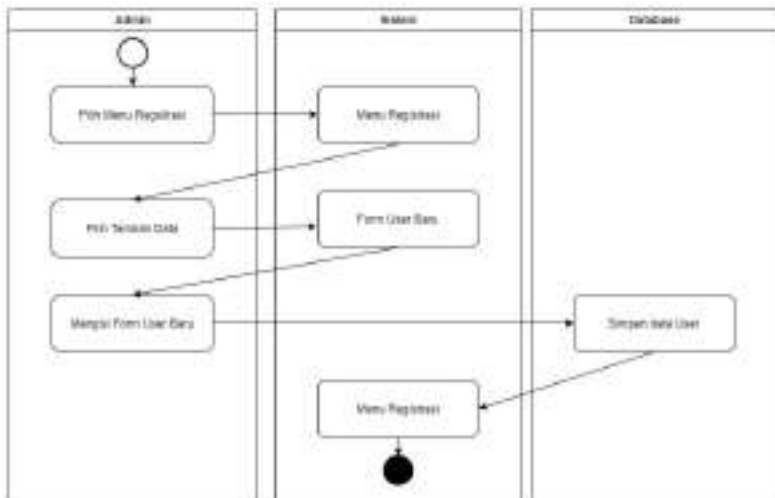 Admin
Sistem
Database
Pilih Menu Registrasi
Menu Registrasi
Pilih Tambah Data
Form User Baru
Mengisi Form User Baru
Simpan data User
Menu Registrasi